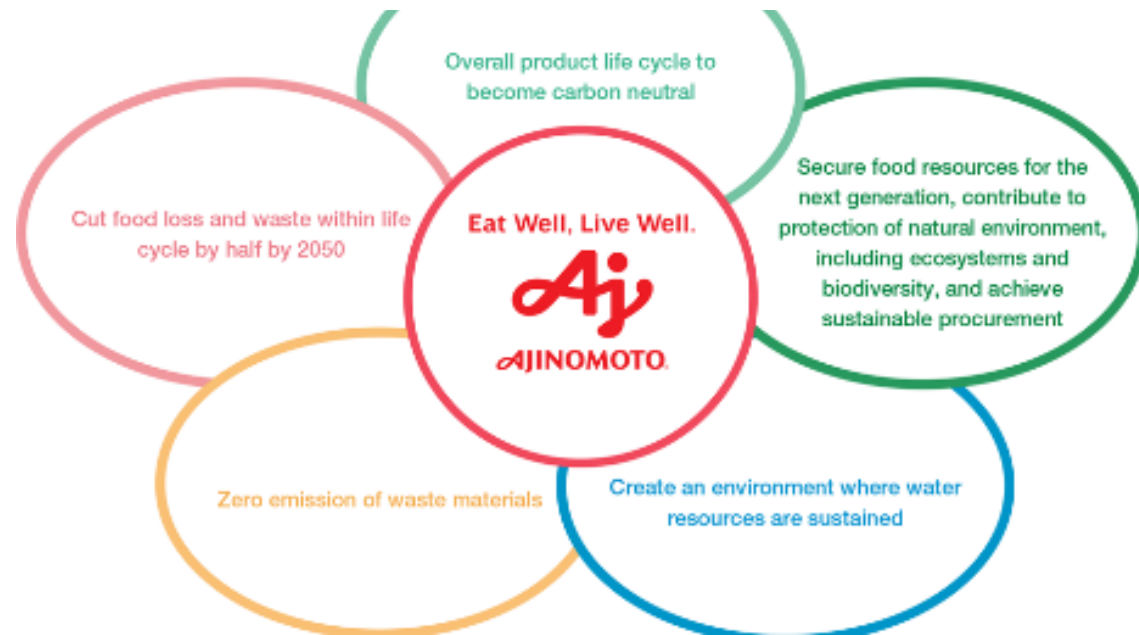 Overall product life cycle to
become carbon neutral
Secure food resources for the
next generation, contribute to
protection of natural environment,
including ecosystems and
biodiversity, and achieve
sustainable procurement
Cut food loss and waste within life
cycle by half by 2050
Eat Well, Live Well.
Aj
AJINOMOTO.
Zero emission of waste materials
Create an environment where water
resources are sustained